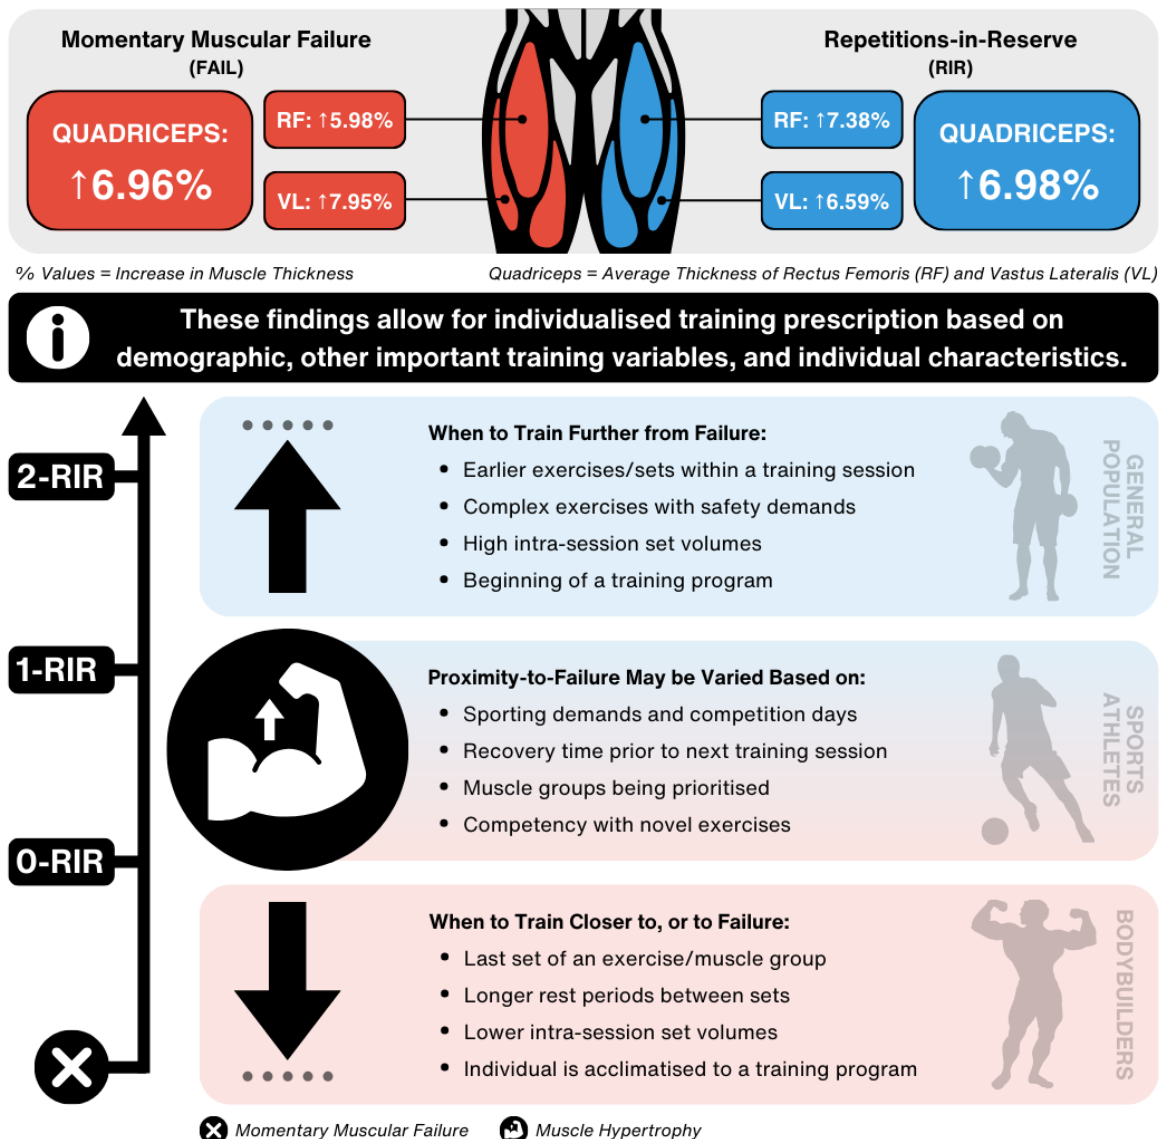 Momentary Muscular Failure
(FAIL)
QUADRICEPS:
↑6.96%
RF: ↑5.98%
VL: ↑7.95%
Repetitions-in-Reserve
(RIR)
RF: ↑7.38%
VL: ↑6.59%
QUADRICEPS:
↑6.98%
% Values = Increase in Muscle Thickness
Quadriceps = Average Thickness of Rectus Femoris (RF) and Vastus Lateralis (VL)
i
These findings allow for individualised training prescription based on
demographic, other important training variables, and individual characteristics.
2-RIR
When to Train Further from Failure:
• Earlier exercises/sets within a training session
• Complex exercises with safety demands
• High intra-session set volumes
• Beginning of a training program
GENERAL
POPULATION
1-RIR
Proximity-to-Failure May be Varied Based on:
• Sporting demands and competition days
• Recovery time prior to next training session
• Muscle groups being prioritised
• Competency with novel exercises
SPORTS
ATHLETES
0-RIR
When to Train Closer to, or to Failure:
• Last set of an exercise/muscle group
• Longer rest periods between sets
• Lower intra-session set volumes
• Individual is acclimatised to a training program
BODYBUILDERS
Momentary Muscular Failure
Muscle Hypertrophy